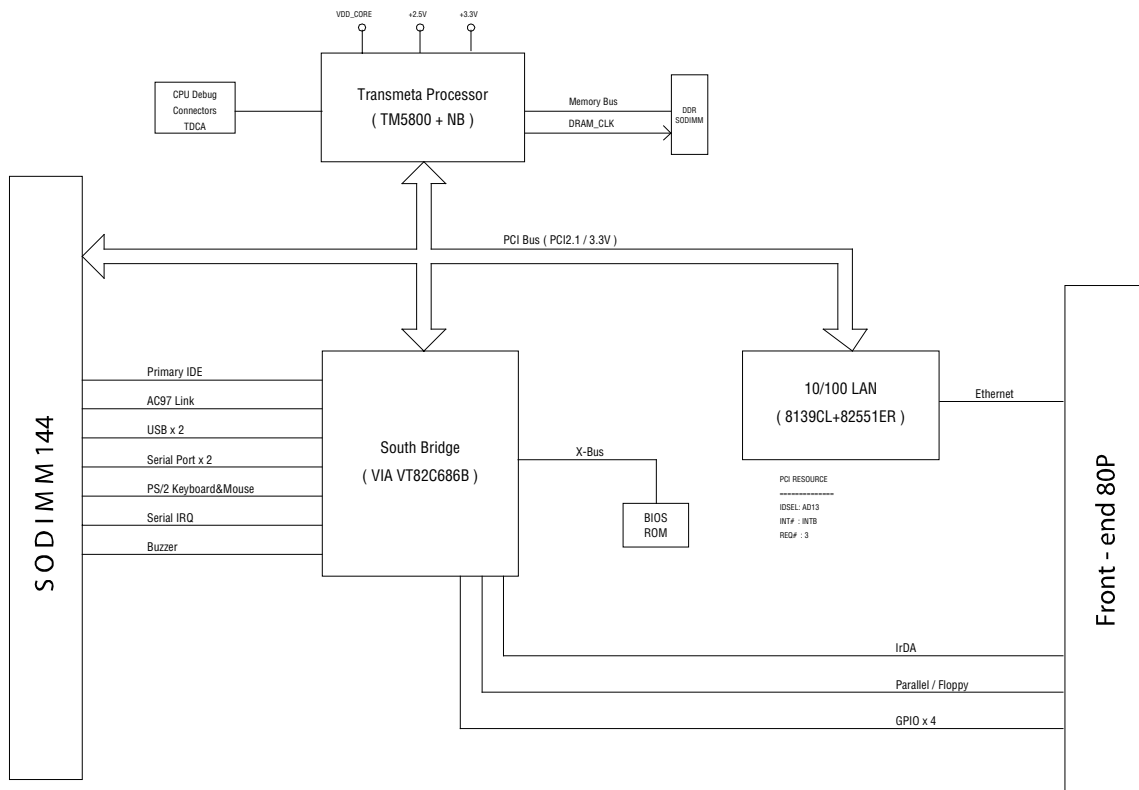 VDD_CORE
+2.5V
+3.3V
CPU Debug
Connectors
TDCA
Transmeta Processor
( TM5800 + NB )
Memory Bus
DRAM_CLK
DDR
SODIMM
PCI Bus ( PCI2.1 / 3.3V )
SODIMM144
Primary IDE
AC97 Link
USB x 2
Serial Port x 2
PS/2 Keyboard&Mouse
Serial IRQ
Buzzer
South Bridge
( VIA VT82C686B )
X-Bus
BIOS
ROM
10/100 LAN
( 8139CL+82551ER )
Ethernet
PCI RESOURCE
==============
IDSEL: AD13
INT# : INTB
REQ# : 3
IrDA
Parallel / Floppy
GPIO x 4
Front - end 80P